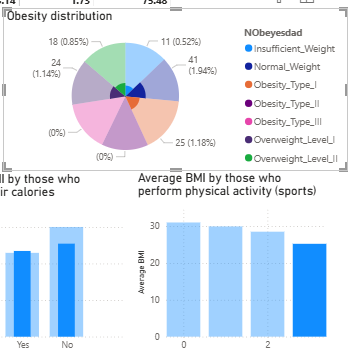 1.73
75.48
Obesity distribution
18 (0.85%)
11 (0.52%)
24
(1.14%)
41
(1.94%)
(0%)
(0%)
25 (1.18%)
NObeyesdad
Insufficient_Weight
Normal_Weight
Obesity_Type_I
Obesity_Type_II
Obesity_Type_III
Overweight_Level_I
Overweight_Level_II
I by those who
ir calories
Yes
No
Average BMI by those who
perform physical activity (sports)
Average BMI
30
20
10
0
0
2